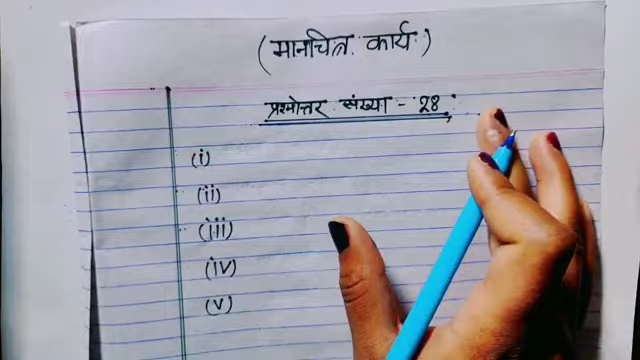 (मानचित्र कार्य)
प्रश्नोत्तर संख्या - 28
(i)
(ii)
(iii)
(iv)
(v)